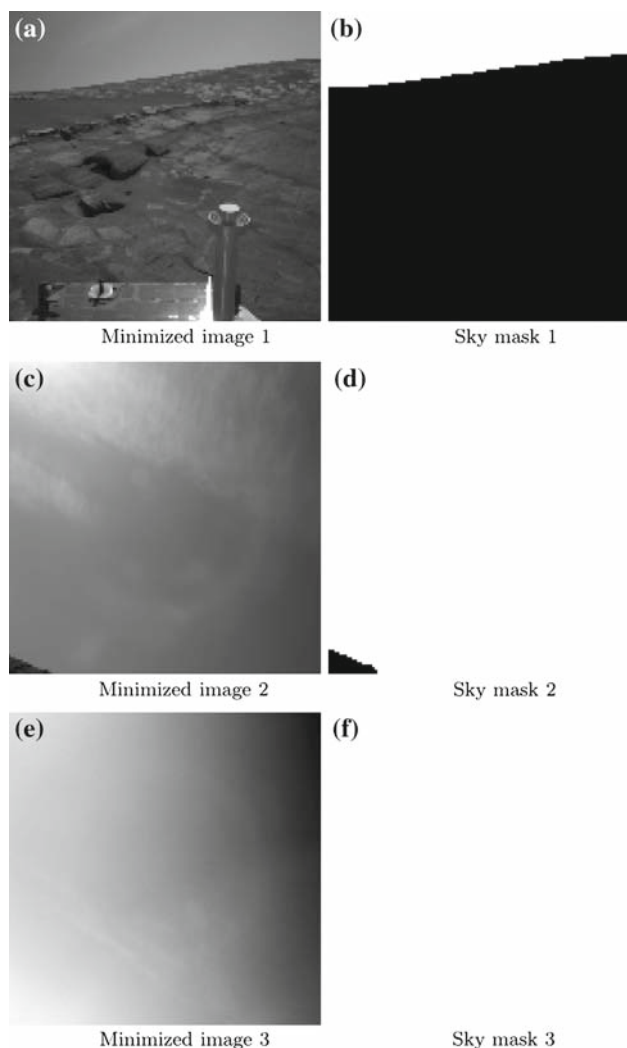 (a) (b)
Minimized image 1 Sky mask 1
(c) (d)
Minimized image 2 Sky mask 2
(e) (f)
Minimized image 3 Sky mask 3